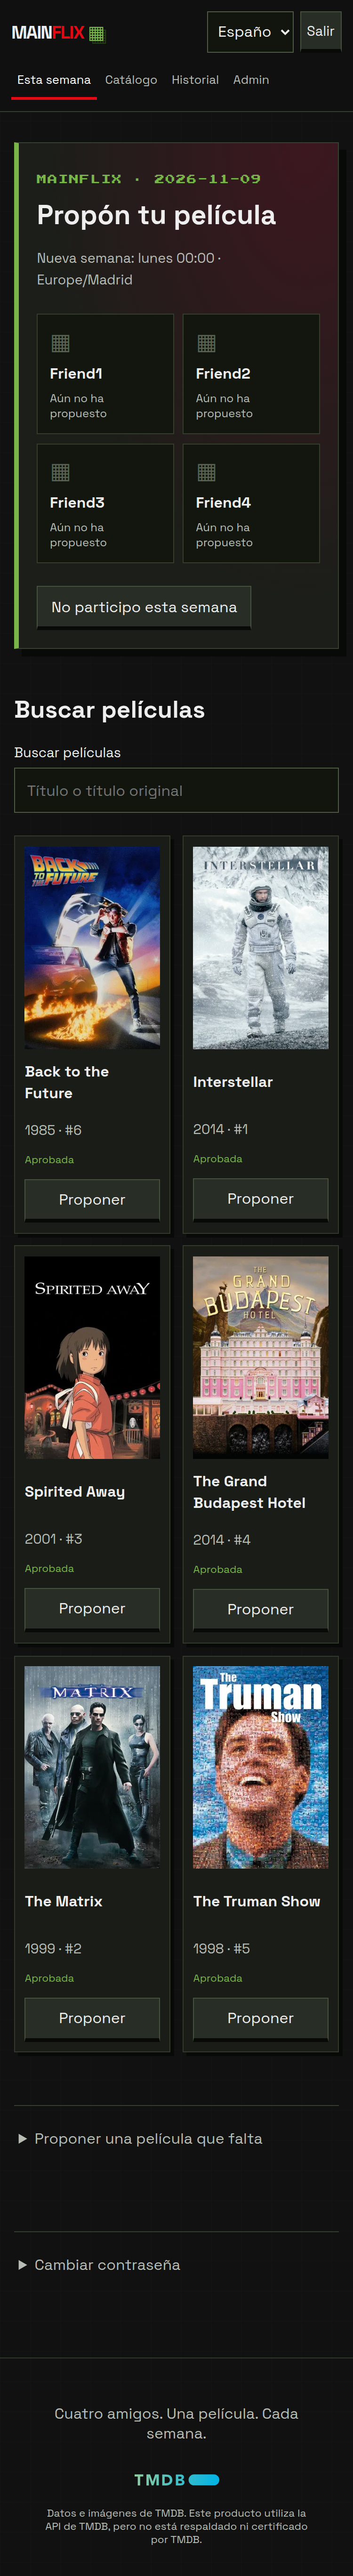 MAINFLIX
Españo
Salir
Esta semana Catálogo Historial Admin
MAINFLIX · 2026-11-09
Propón tu película
Nueva semana: lunes 00:00 ·
Europe/Madrid
Friend1
Aún no ha
propuesto
Friend2
Aún no ha
propuesto
Friend3
Aún no ha
propuesto
Friend4
Aún no ha
propuesto
No participo esta semana
Buscar películas
Buscar películas
Título o título original
BACK
TO THE
FUTURE
Back to the
Future
1985 · #6
Aprobada
Proponer
INTERSTELLAR
Interstellar
2014 · #1
Aprobada
Proponer
SPIRITED AWAY
Spirited Away
2001 · #3
Aprobada
Proponer
THE
GRAND
BUDAPEST
HOTEL
The Grand
Budapest Hotel
2014 · #4
Aprobada
Proponer
MATRIX
The Matrix
1999 · #2
Aprobada
Proponer
The
Truman
Show
The Truman Show
1998 · #5
Aprobada
Proponer
Proponer una película que falta
Cambiar contraseña
Cuatro amigos. Una película. Cada
semana.
TMDB
Datos e imágenes de TMDB. Este producto utiliza la
API de TMDB, pero no está respaldado ni certificado
por TMDB.